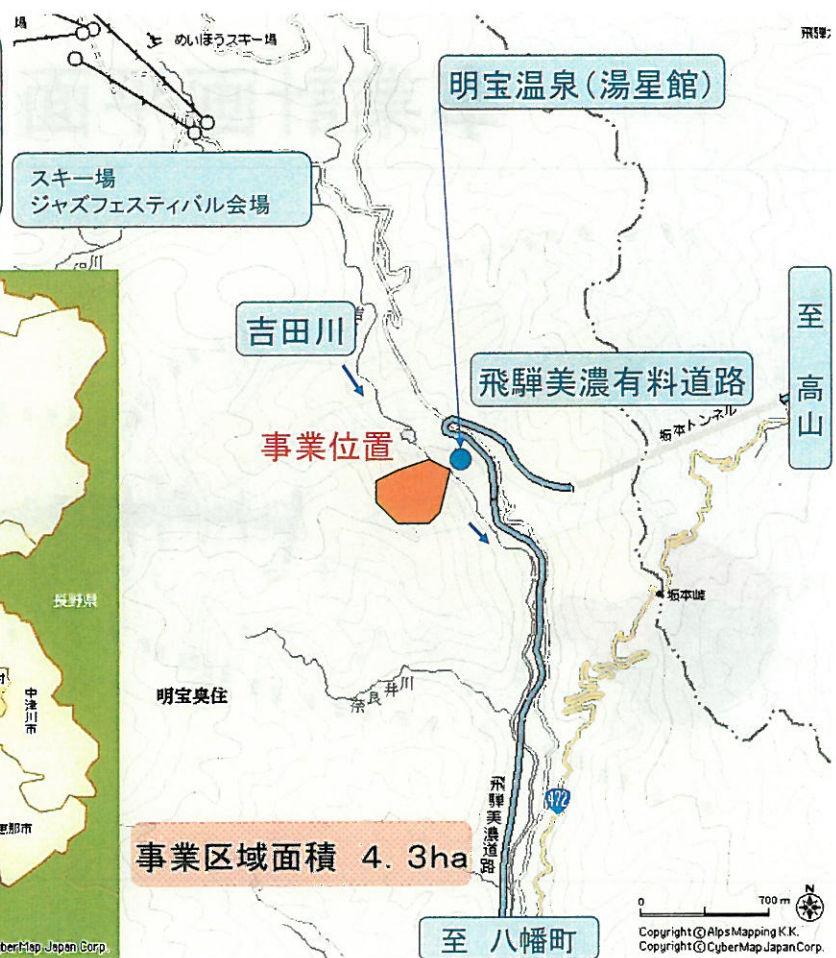 場
めいほうスキー場
飛騨
明宝温泉(湯星館)
スキー場
ジャズフェスティバル会場
吉田川
飛騨美濃有料道路
至 高山
坂本トンネル
事業位置
坂本峠
長野県
中津川市
恵那市
明宝奥住
奈良井川
飛騨美濃道路
472
事業区域面積 4.3ha
至 八幡町
0 700m
N
Copyright©Alps Mapping K.K.
Copyright©CyberMap Japan Corp.
yberMap Japan Corp.